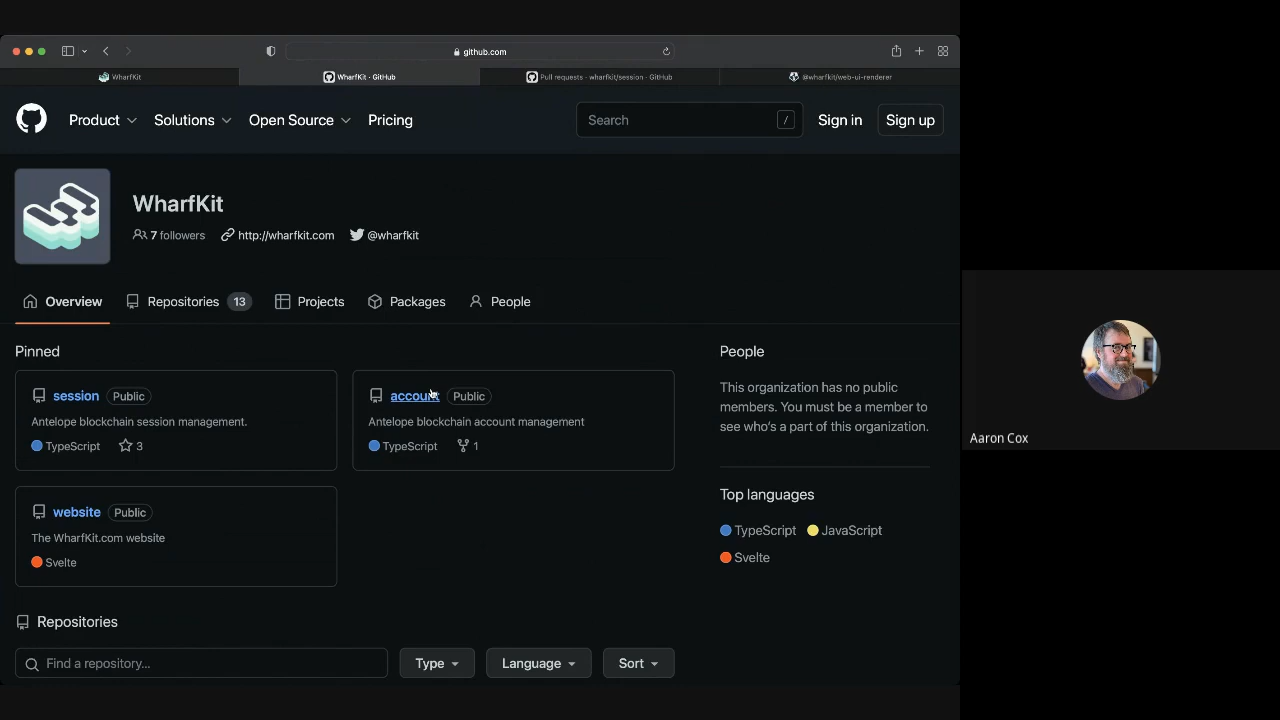 github.com
WharfKit
WharfKit · GitHub
Pull requests · wharfkit/session · GitHub
@wharfkit/web-ui-renderer
Product
Solutions
Open Source
Pricing
Search
/
Sign in
Sign up
WharfKit
7 followers
http://wharfkit.com
@wharfkit
Overview
Repositories 13
Projects
Packages
People
Pinned
session Public
Antelope blockchain session management.
TypeScript 3
account Public
Antelope blockchain account management
TypeScript 1
website Public
The WharfKit.com website
Svelte
People
This organization has no public
members. You must be a member to
see who's a part of this organization.
Top languages
TypeScript JavaScript
Svelte
Repositories
Find a repository...
Type
Language
Sort
Aaron Cox